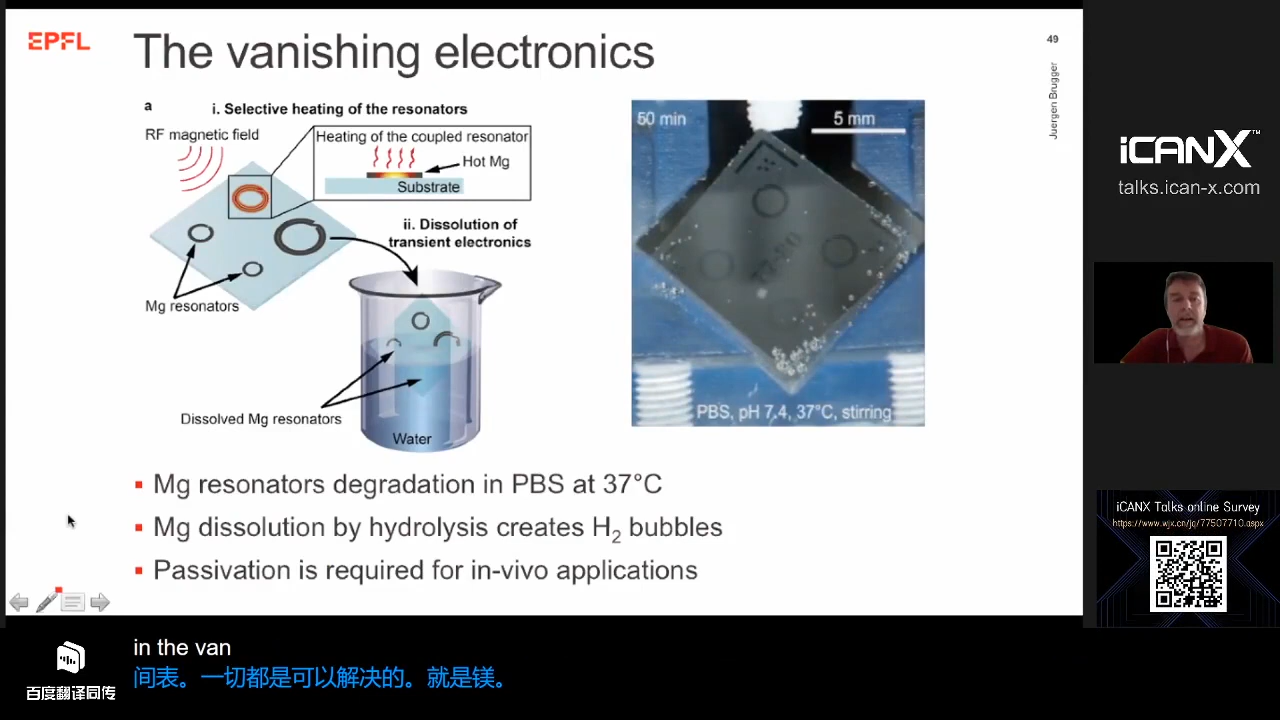 EPFL
The vanishing electronics
49
Juergen Brugger
a
i. Selective heating of the resonators
RF magnetic field
Heating of the coupled resonator
Hot Mg
Substrate
ii. Dissolution of
transient electronics
Mg resonators
Dissolved Mg resonators
Water
50 min
5 mm
PBS, pH 7.4, 37°C, stirring
▪ Mg resonators degradation in PBS at 37°C
▪ Mg dissolution by hydrolysis creates H₂ bubbles
▪ Passivation is required for in-vivo applications
iCANX
talks.ican-x.com
iCANX Talks online Survey
https://www.wjx.cn/jq/77507710.aspx
in the van
间表。一切都是可以解决的。就是镁。
百度翻译同传